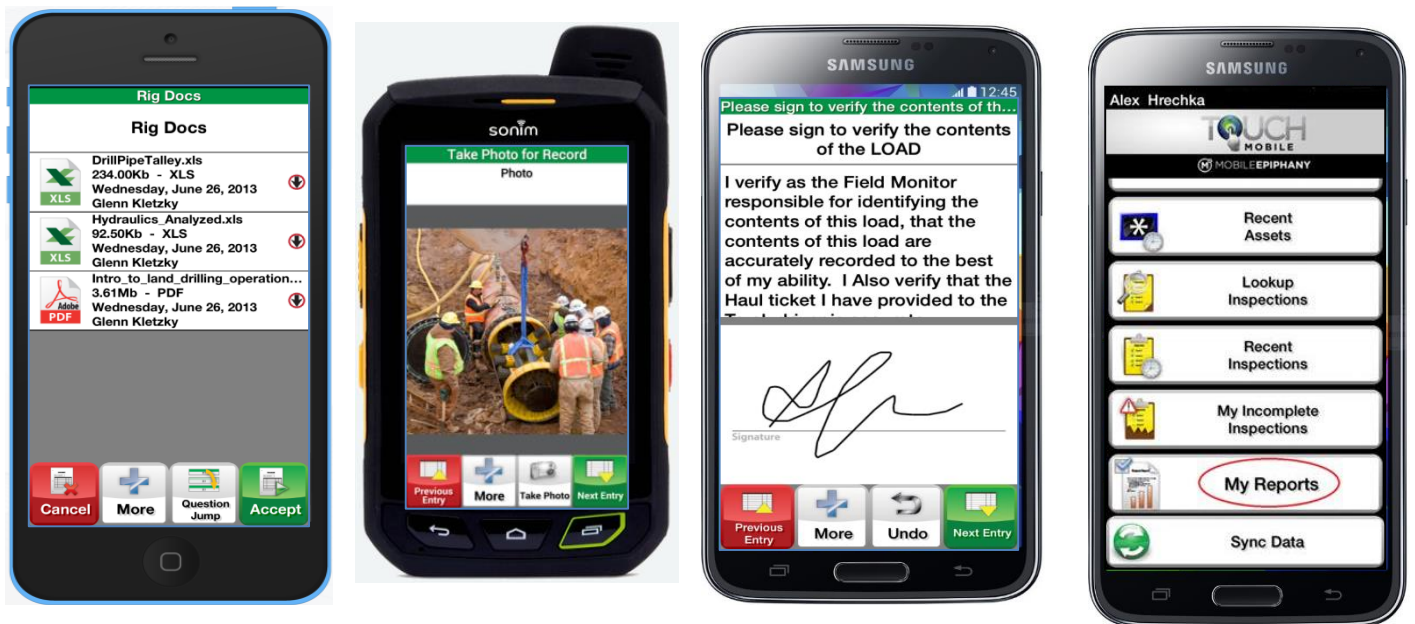 Rig Docs
Rig Docs
DrillPipeTalley.xls
234.00Kb - XLS
Wednesday, June 26, 2013
Glenn Kletzky
XLS
Hydraulics_Analyzed.xls
92.50Kb - XLS
Wednesday, June 26, 2013
Glenn Kletzky
XLS
Intro_to_land_drilling_operation...
3.61Mb - PDF
Wednesday, June 26, 2013
Glenn Kletzky
Adobe
PDF
Cancel
More
Question
Jump
Accept
sonim
Take Photo for Record
Photo
Previous
Entry
More
Take Photo
Next Entry
SAMSUNG
12:45
Please sign to verify the contents of th...
Please sign to verify the contents
of the LOAD
I verify as the Field Monitor
responsible for identifying the
contents of this load, that the
contents of this load are
accurately recorded to the best
of my ability. I Also verify that the
Haul ticket I have provided to the
Signature
Previous
Entry
More
Undo
Next Entry
SAMSUNG
Alex Hrechka
TOUCH
MOBILE
MOBILEEPIPHANY
Recent
Assets
Lookup
Inspections
Recent
Inspections
My Incomplete
Inspections
My Reports
Sync Data